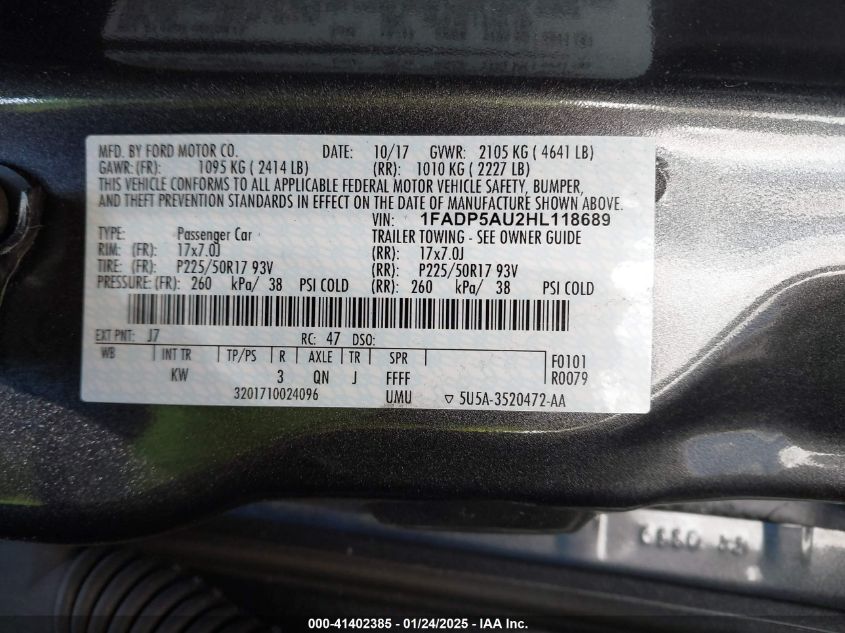 MFD. BY FORD MOTOR CO. DATE: 10/17 GVWR: 2105 KG ( 4641 LB)
GAWR: (FR): 1095 KG ( 2414 LB) (RR): 1010 KG ( 2227 LB)
THIS VEHICLE CONFORMS TO ALL APPLICABLE FEDERAL MOTOR VEHICLE SAFETY, BUMPER,
AND THEFT PREVENTION STANDARDS IN EFFECT ON THE DATE OF MANUFACTURE SHOWN ABOVE.
VIN: 1FADP5AU2HL118689
TYPE: Passenger Car TRAILER TOWING - SEE OWNER GUIDE
RIM: (FR): 17x7.0J (RR): 17x7.0J
TIRE: (FR): P225/50R17 93V (RR): P225/50R17 93V
PRESSURE: (FR): 260 kPa/ 38 PSI COLD (RR): 260 kPa/ 38 PSI COLD
EXT PNT: J7 RC: 47 DSO:
WB INT TR TP/PS R AXLE TR SPR F0101
KW 3 QN J FFFF R0079
3201710024096 UMU ▽ 5U5A-3520472-AA
000-41402385 - 01/24/2025 - IAA Inc.